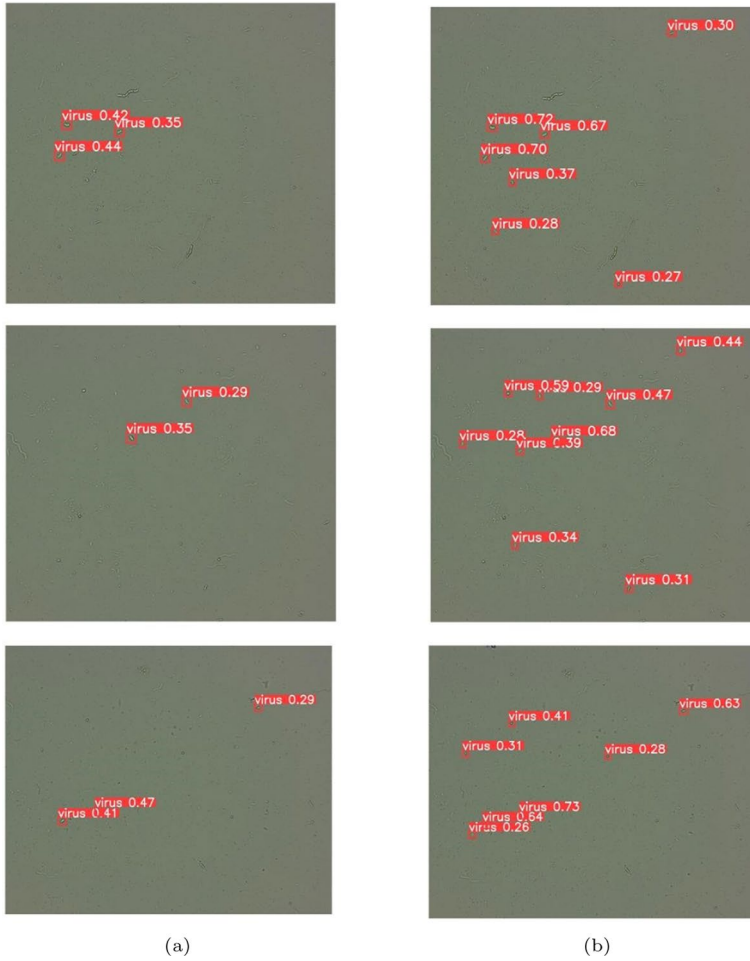 virus 0.42
virus 0.35
virus 0.44
virus 0.30
virus 0.72
virus 0.67
virus 0.70
virus 0.37
virus 0.28
virus 0.27
virus 0.29
virus 0.35
virus 0.44
virus 0.59
0.29
virus 0.47
virus 0.28
virus 0.68
virus 0.39
virus 0.34
virus 0.31
virus 0.29
virus 0.47
virus 0.41
virus 0.63
virus 0.41
virus 0.31
virus 0.28
virus 0.73
virus 0.64
virus 0.26
(a)
(b)